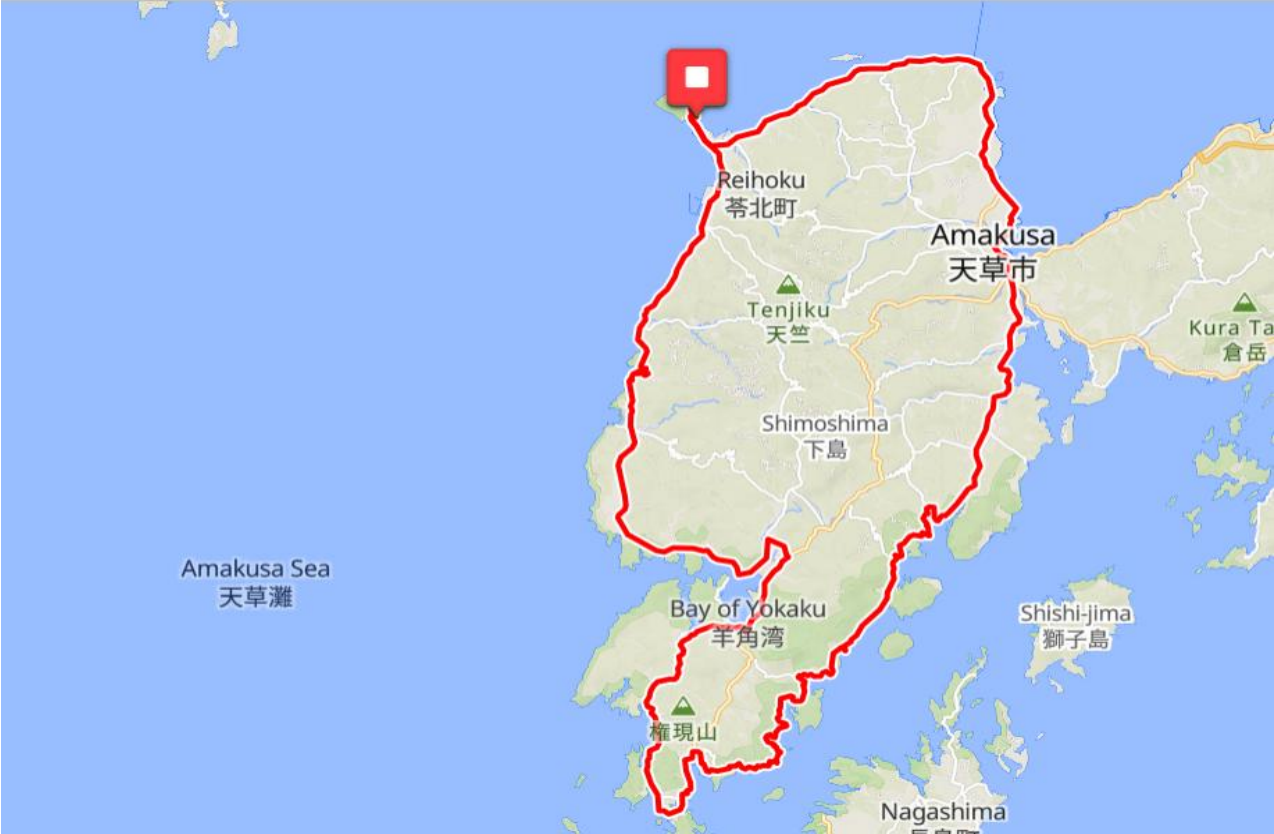 Reihoku
苓北町
Amakusa
天草市
Tenjiku
天竺
Kura Ta
倉岳
Shimoshima
下島
Amakusa Sea
天草灘
Bay of Yokaku
羊角湾
Shishi-jima
獅子島
権現山
Nagashima